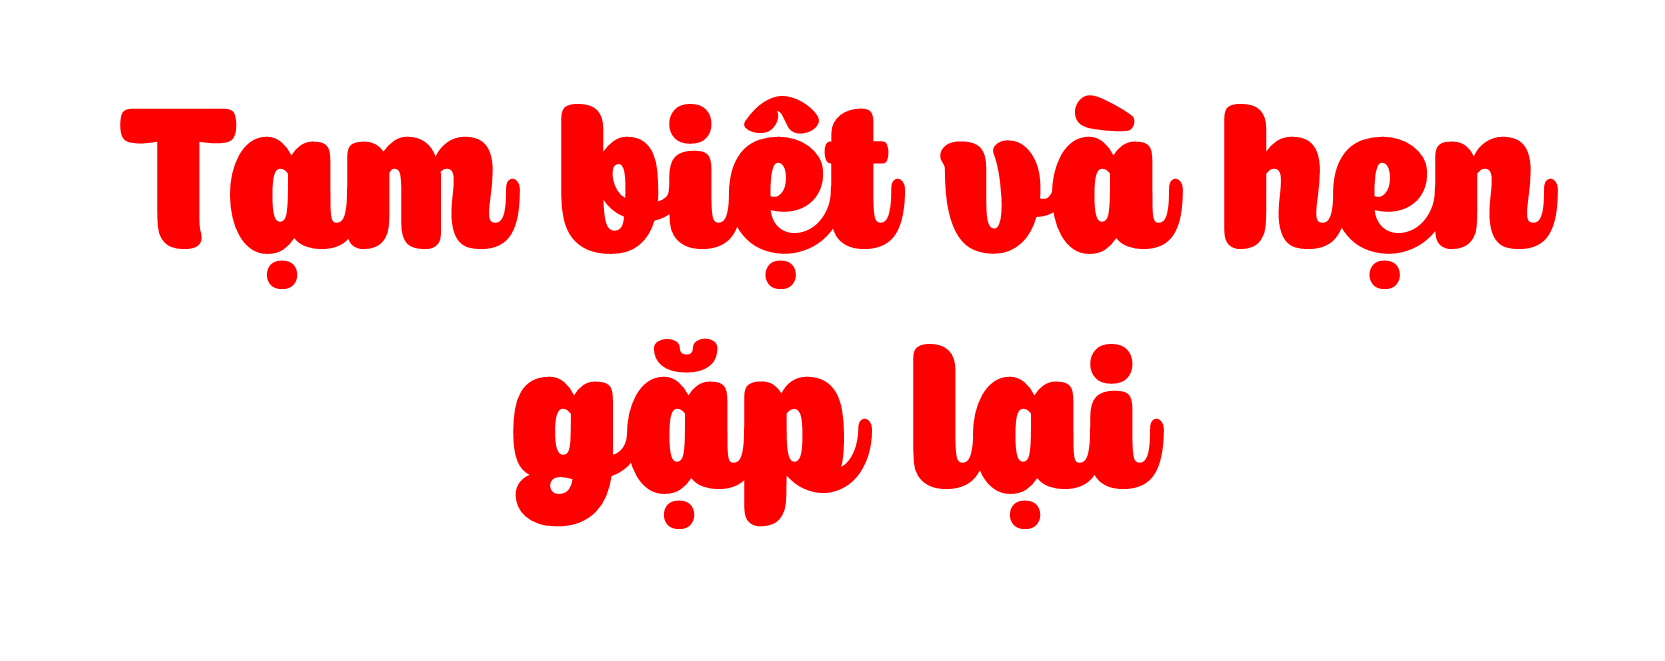 Tạm biệt và hẹn
gặp lại